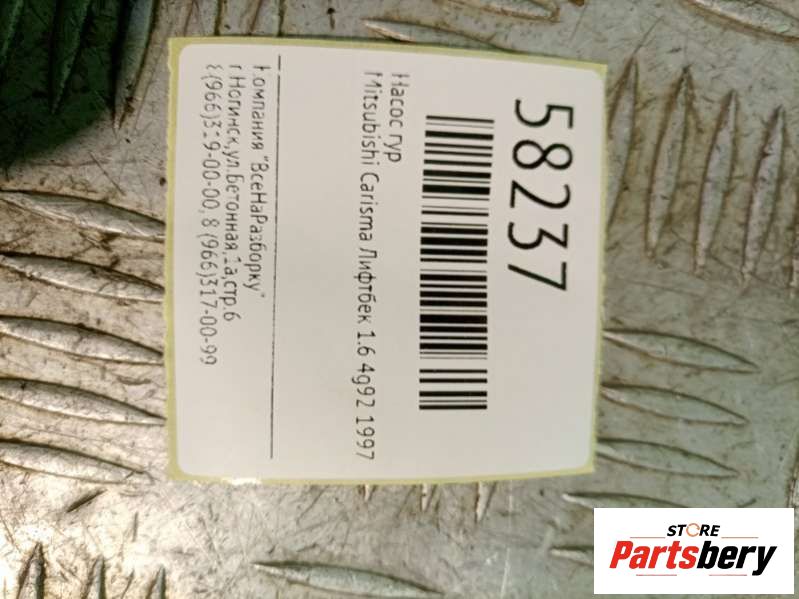 58237
Насос гур
Mitsubishi Carisma Лифтбек 1.6 4g92 1997
Компания "ВсеНаРазборку"
г.Ногинск,ул.Бетонная,1а,стр.6
8(966)319-00-00, 8 (966)317-00-99
STORE
Partsbery